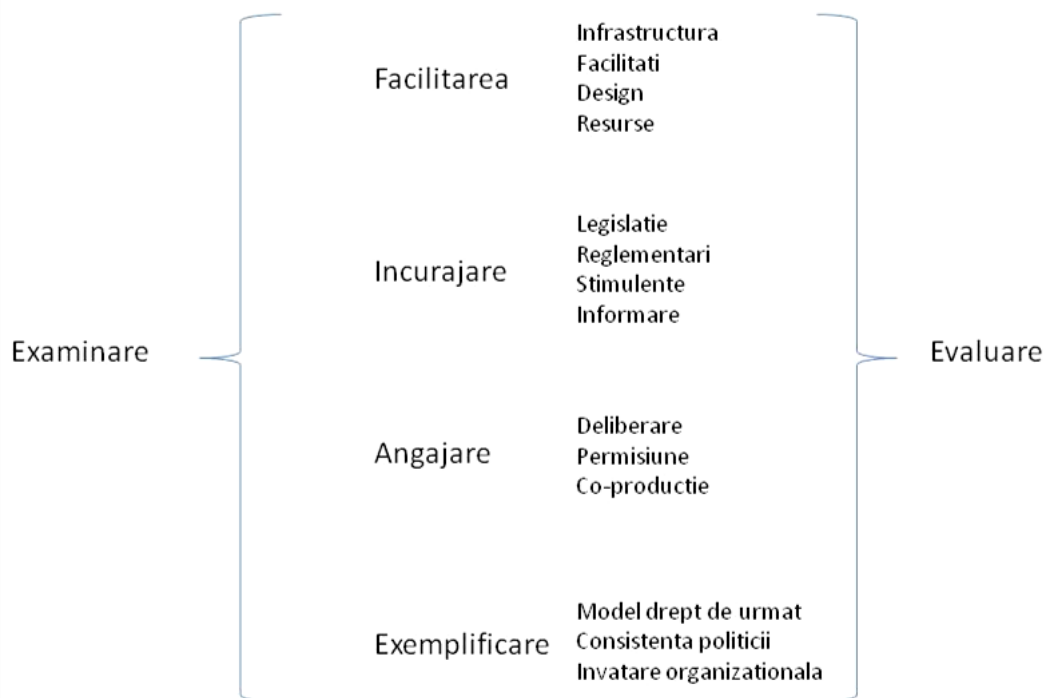 Examinare
Facilitarea
Infrastructura
Facilitati
Design
Resurse
Incurajare
Legislatie
Reglementari
Stimulente
Informare
Angajare
Deliberare
Permisiune
Co-productie
Exemplificare
Model drept de urmat
Consistenta politicii
Invatare organizationala
Evaluare